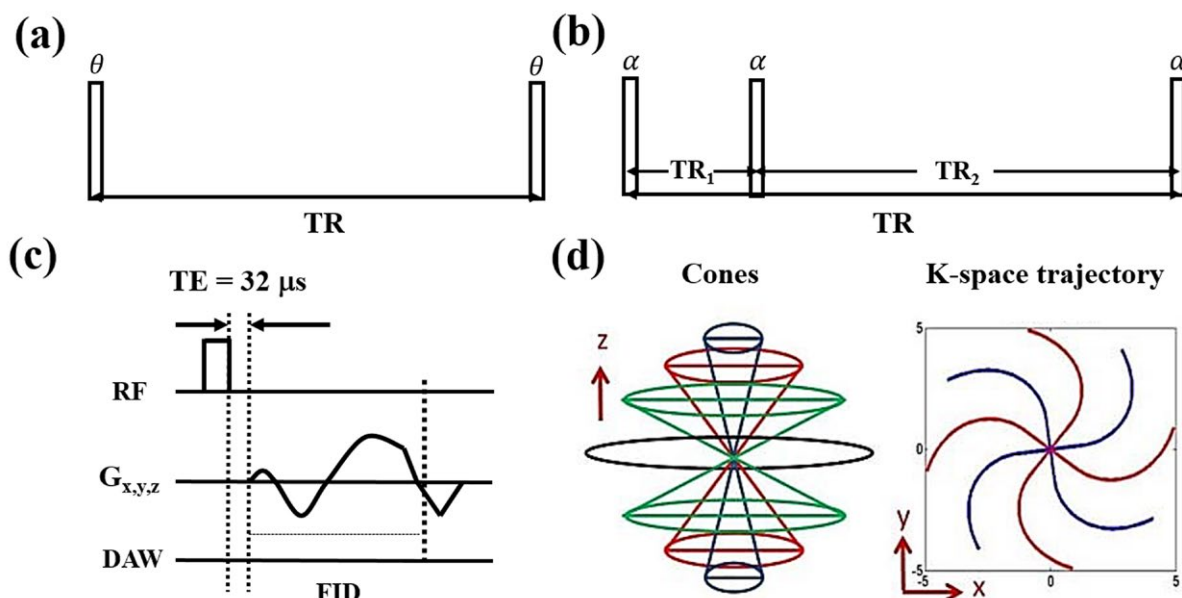 (a)
θ
θ
TR
(b)
α
α
α
TR₁
TR₂
TR
(c)
TE = 32 μs
RF
Gx,y,z
DAW
FID
(d)
Cones
z
K-space trajectory
5
0
-5
-5
0
5
y
x